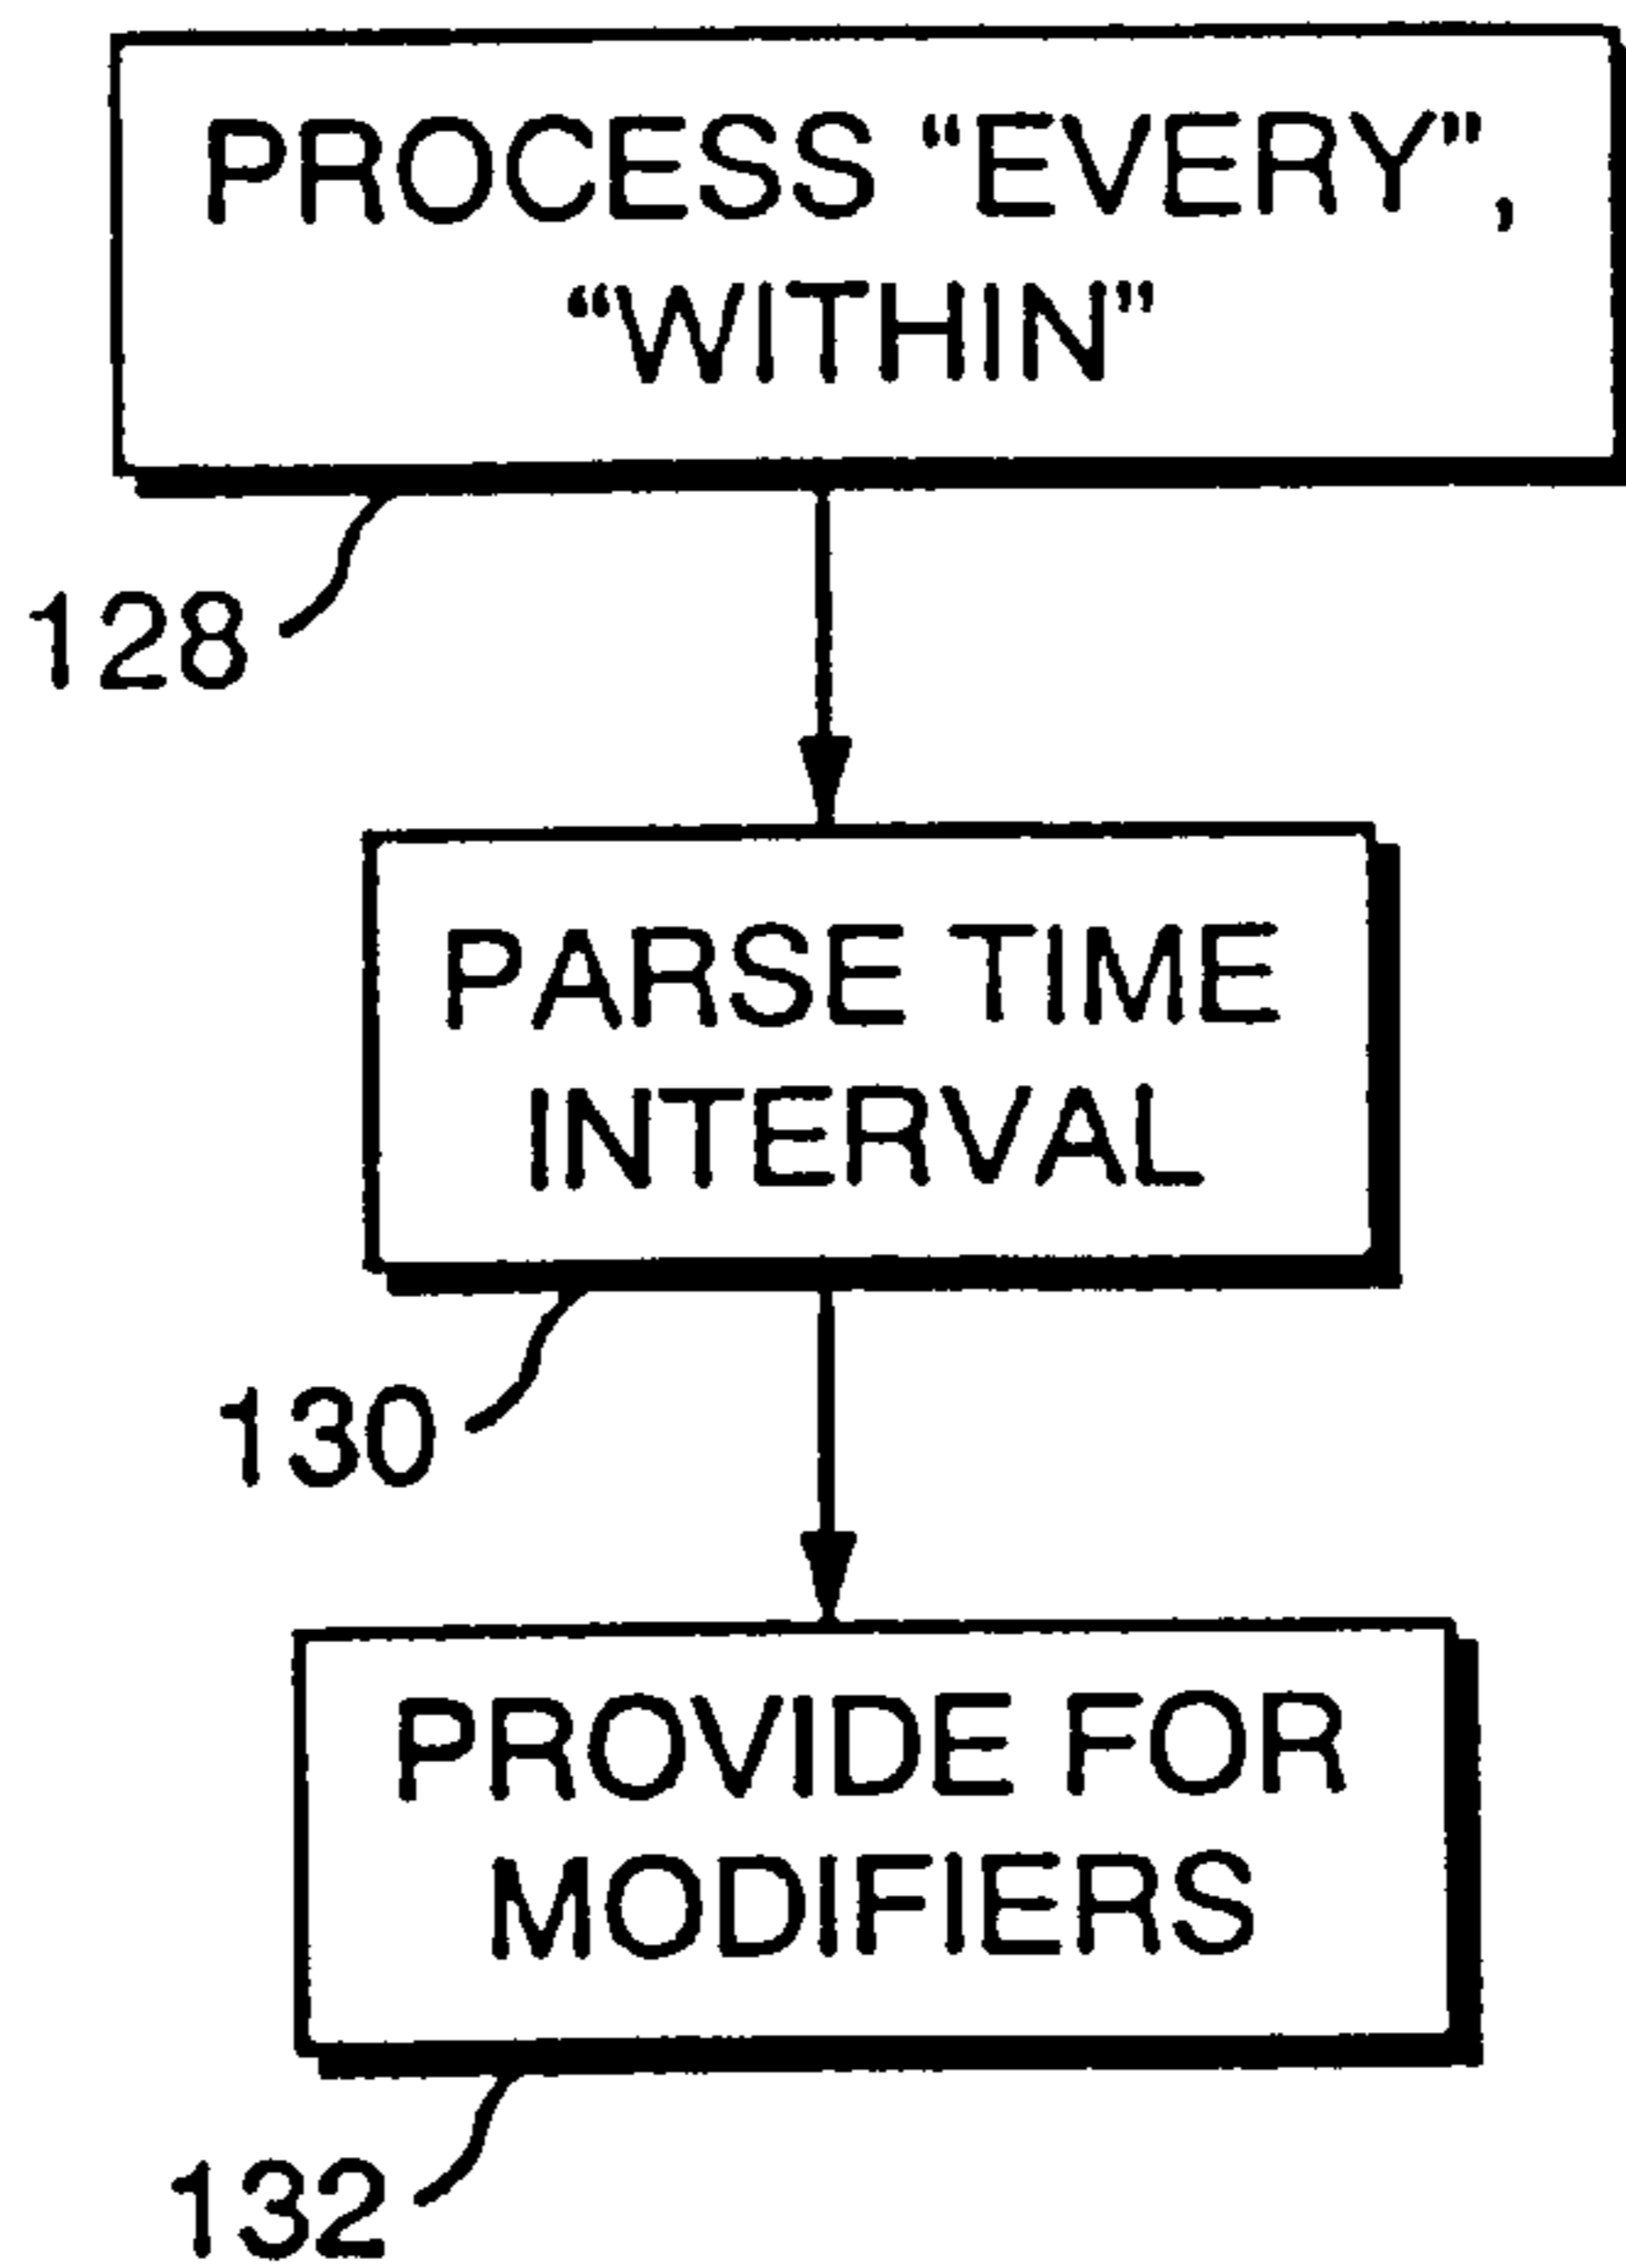 PROCESS “EVERY”,
“WITHIN”
128
PARSE TIME
INTERVAL
130
PROVIDE FOR
MODIFIERS
132